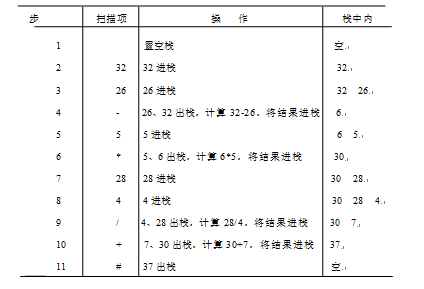 步 扫描项 操 作 栈中内
1 置空栈 空
2 32 32 进栈 32
3 26 26 进栈 32 26
4 - 26、32 出栈，计算 32-26，将结果进栈 6
5 5 5 进栈 6 5
6 * 5、6 出栈，计算 6*5，将结果进栈 30
7 28 28 进栈 30 28
8 4 4 进栈 30 28 4
9 / 4、28 出栈，计算 28/4，将结果进栈 30 7
10 + 7、30 出栈，计算 30+7，将结果进栈 37
11 # 37 出栈 空